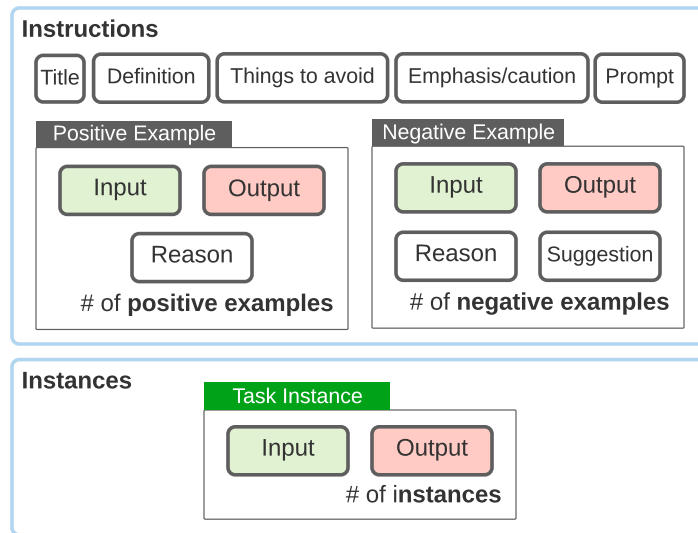 Instructions
Title Definition Things to avoid Emphasis/caution Prompt
Positive Example Negative Example
Input Output Input Output
Reason Reason Suggestion
# of positive examples # of negative examples
Instances
Task Instance
Input Output
# of instances